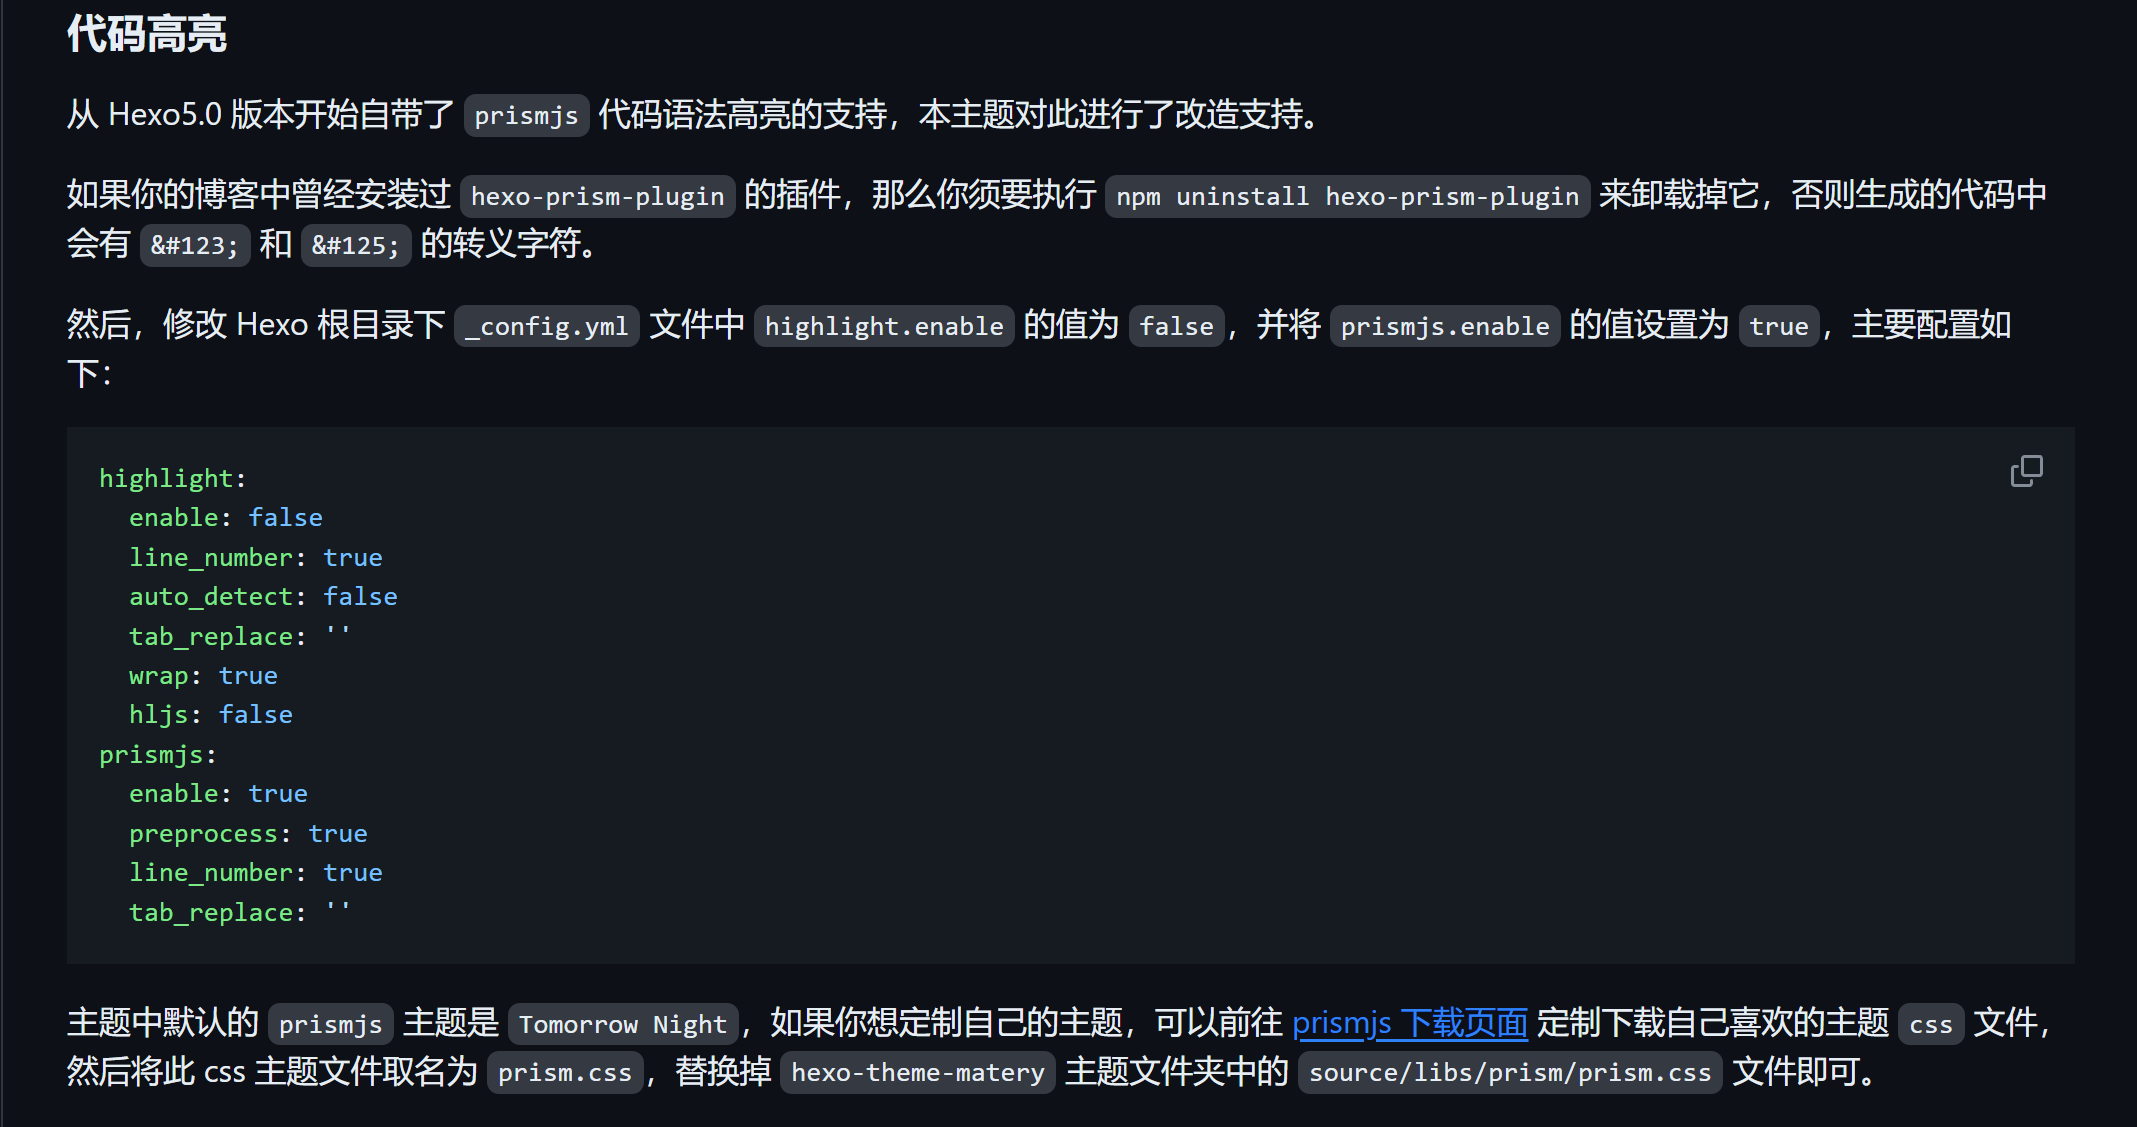 代码高亮
从 Hexo5.0 版本开始自带了 prismjs 代码语法高亮的支持，本主题对此进行了改造支持。
如果你的博客中曾经安装过 hexo-prism-plugin 的插件，那么你须要执行 npm uninstall hexo-prism-plugin 来卸载掉它，否则生成的代码中
会有 &#123; 和 &#125; 的转义字符。
然后，修改 Hexo 根目录下 _config.yml 文件中 highlight.enable 的值为 false，并将 prismjs.enable 的值设置为 true，主要配置如
下：
highlight:
  enable: false
  line_number: true
  auto_detect: false
  tab_replace: ''
  wrap: true
  hljs: false
prismjs:
  enable: true
  preprocess: true
  line_number: true
  tab_replace: ''
主题中默认的 prismjs 主题是 Tomorrow Night，如果你想定制自己的主题，可以前往 prismjs 下载页面 定制下载自己喜欢的主题 css 文件，
然后将此 css 主题文件取名为 prism.css，替换掉 hexo-theme-matery 主题文件夹中的 source/libs/prism/prism.css 文件即可。